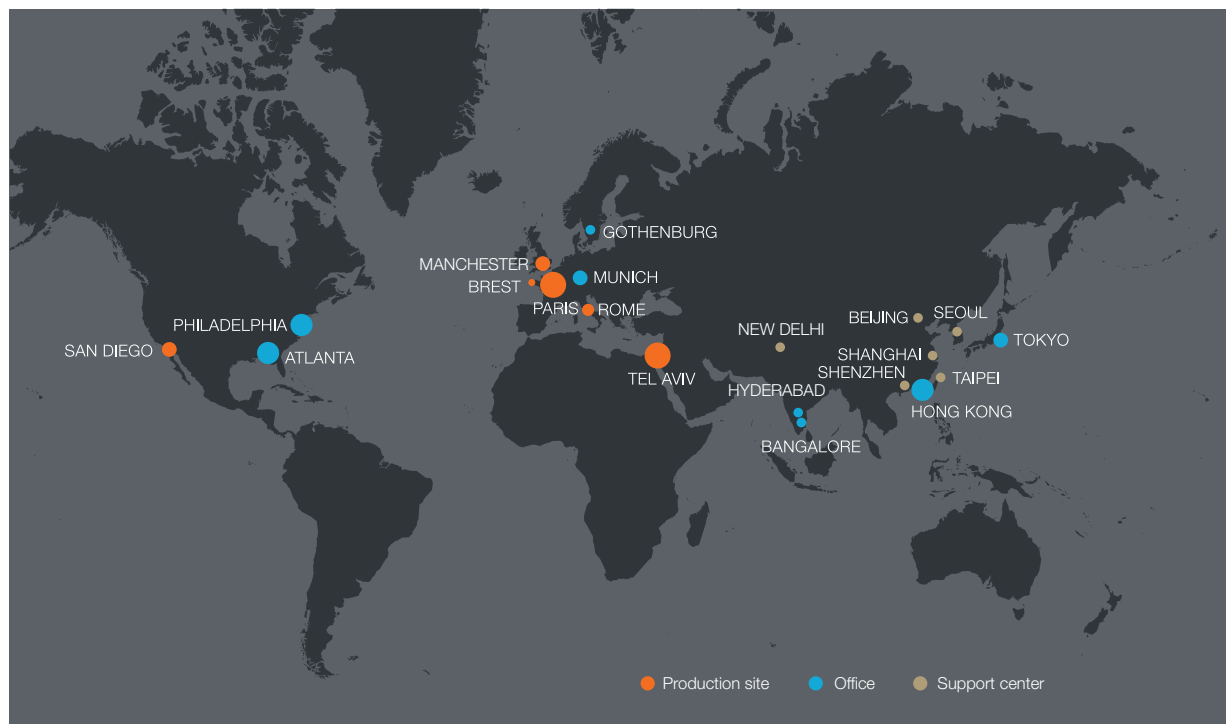 GOTHENBURG
MANCHESTER
MUNICH
BREST
PARIS
ROME
PHILADELPHIA
SAN DIEGO
ATLANTA
TEL AVIV
NEW DELHI
BEIJING
SEOUL
TOKYO
SHANGHAI
SHENZHEN
TAIPEI
HYDERABAD
HONG KONG
BANGALORE
Production site
Office
Support center